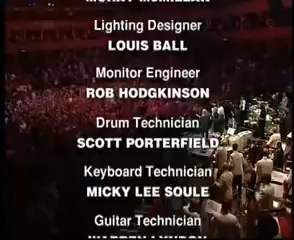 Lighting Designer
LOUIS BALL
Monitor Engineer
ROB HODGKINSON
Drum Technician
SCOTT PORTERFIELD
Keyboard Technician
MICKY LEE SOULE
Guitar Technician